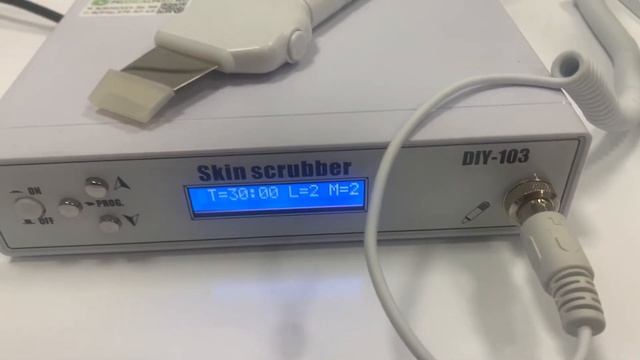 Skin scrubber
DIY-103
ON
OFF
PROG.
T=30:00 L=2 M=2